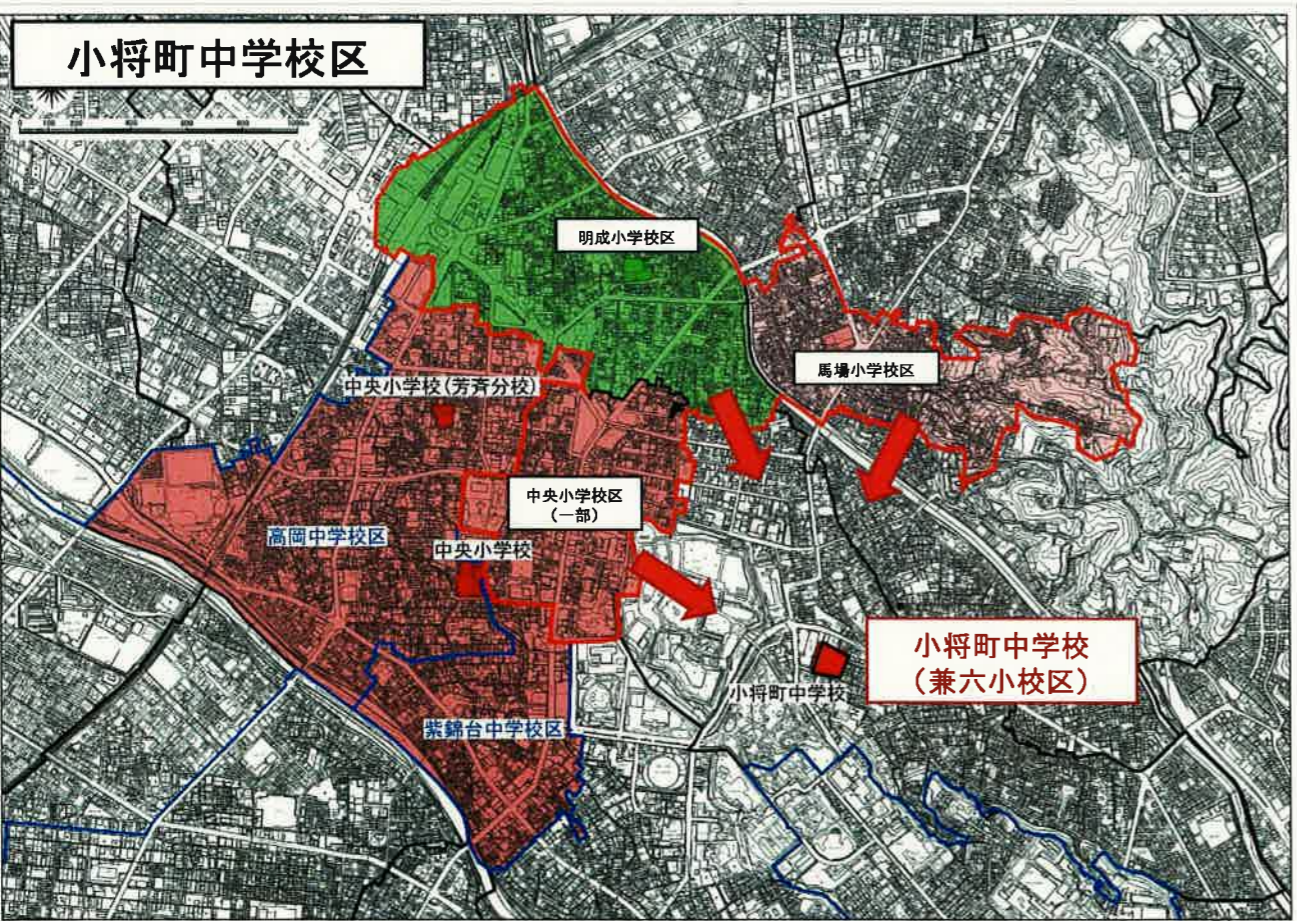 小将町中学校区
明成小学校区
馬場小学校区
中央小学校(芳斉分校)
中央小学校区
(一部)
高岡中学校区
中央小学校
小将町中学校
(兼六小校区)
小将町中学校
紫錦台中学校区